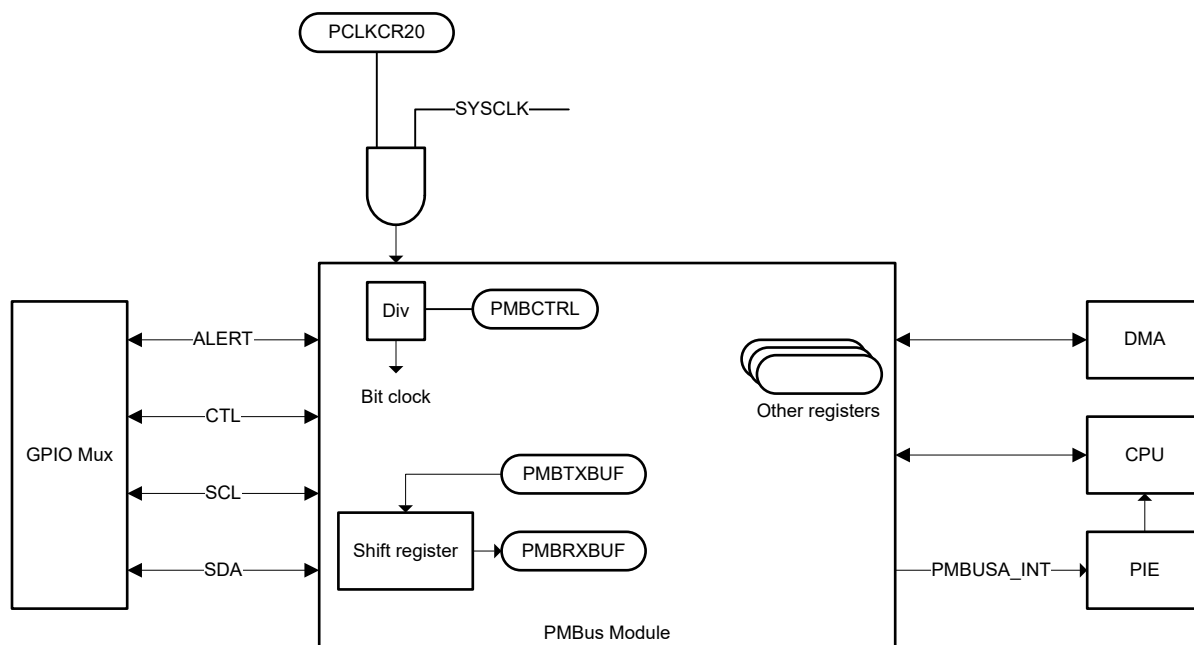 PCLKCR20
SYSCLK
Div
PMBCTRL
ALERT
DMA
Bit clock
Other registers
CTL
GPIO Mux
CPU
PMBTXBUF
SCL
Shift register
PMBRXBUF
SDA
PMBUSA_INT
PIE
PMBus Module